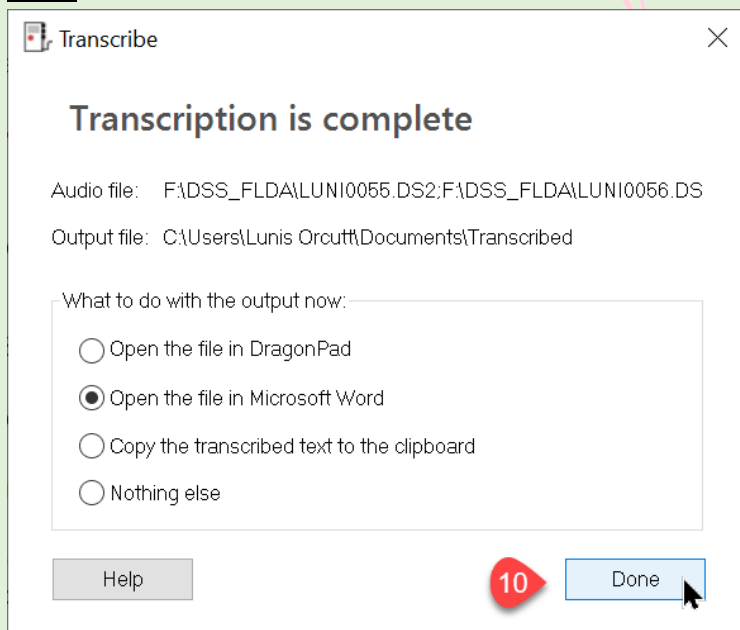 Transcribe
Transcription is complete
Audio file: F:\DSS_FLDA\LUNI0055.DS2;F:\DSS_FLDA\LUNI0056.DS
Output file: C:\Users\Lunis Orcutt\Documents\Transcribed
What to do with the output now:
Open the file in DragonPad
Open the file in Microsoft Word
Copy the transcribed text to the clipboard
Nothing else
Help 10 Done